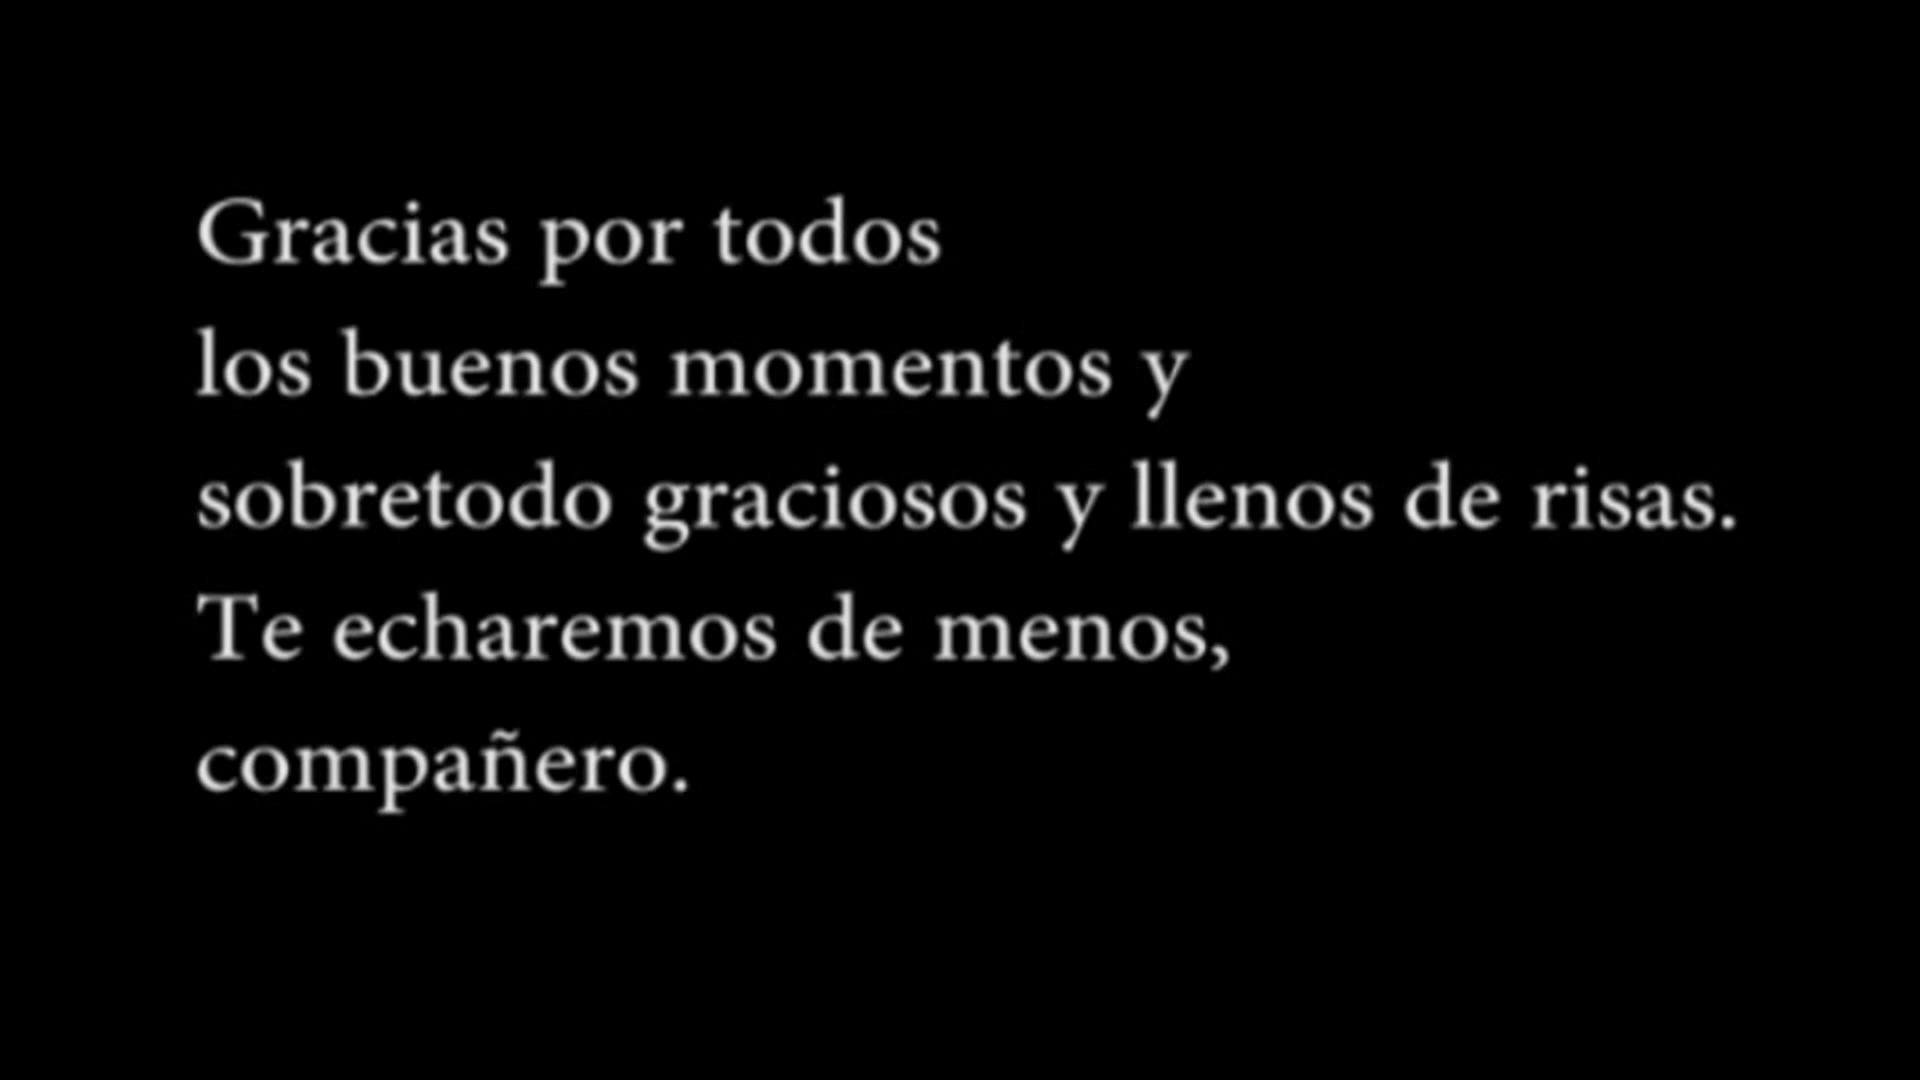 Gracias por todos
los buenos momentos y
sobretodo graciosos y llenos de risas.
Te echaremos de menos,
compañero.